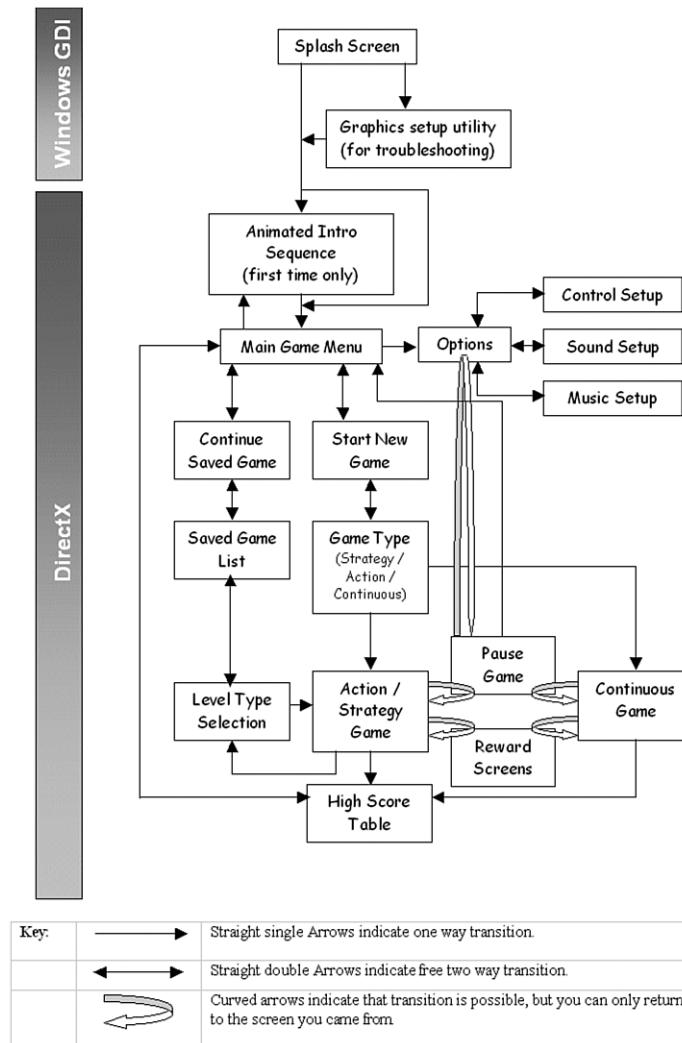 Windows GDI
Splash Screen
Graphics setup utility
(for troubleshooting)
DirectX
Animated Intro
Sequence
(first time only)
Main Game Menu
Options
Control Setup
Sound Setup
Music Setup
Continue
Saved Game
Start New
Game
Saved Game
List
Game Type
(Strategy /
Action /
Continuous)
Level Type
Selection
Action /
Strategy
Game
Pause
Game
Continuous
Game
Reward
Screens
High Score
Table
Key:
Straight single Arrows indicate one way transition.
Straight double Arrows indicate free two way transition.
Curved arrows indicate that transition is possible, but you can only return
to the screen you came from